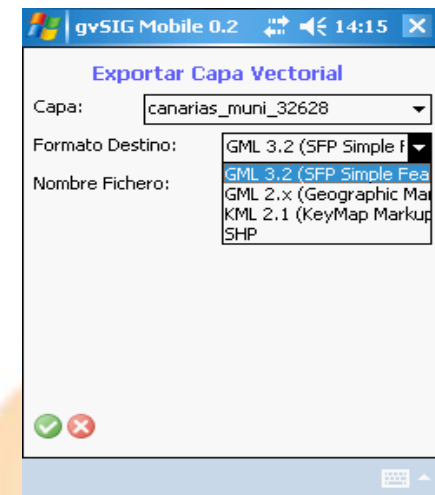 gvSIG Mobile 0.2 14:15
Exportar Capa Vectorial
Capa: canarias_muni_32628
Formato Destino: GML 3.2 (SFP Simple F
Nombre Fichero:
GML 3.2 (SFP Simple Fea
GML 2.x (Geographic Mar
KML 2.1 (KeyMap Markup
SHP